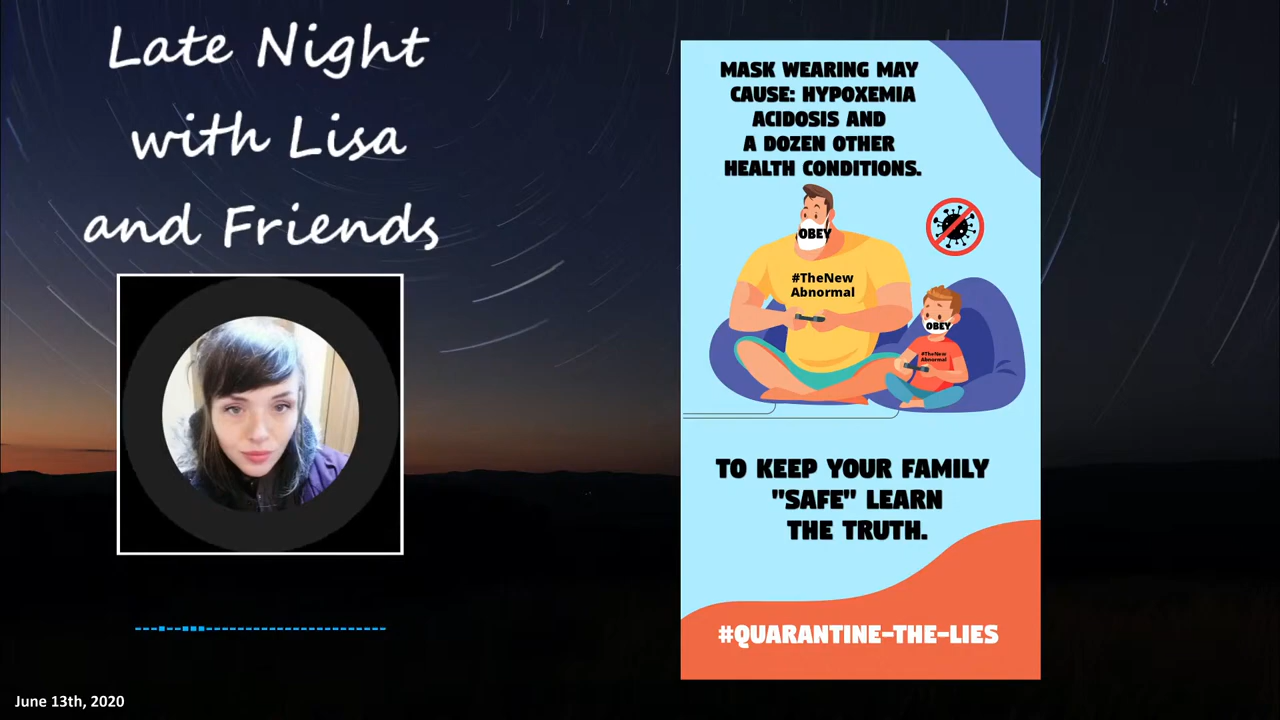 Late Night
with Lisa
and Friends
MASK WEARING MAY
CAUSE: HYPOXEMIA
ACIDOSIS AND
A DOZEN OTHER
HEALTH CONDITIONS.
OBEY
#TheNew
Abnormal
OBEY
#TheNew
Abnormal
TO KEEP YOUR FAMILY
"SAFE" LEARN
THE TRUTH.
#QUARANTINE-THE-LIES
June 13th, 2020